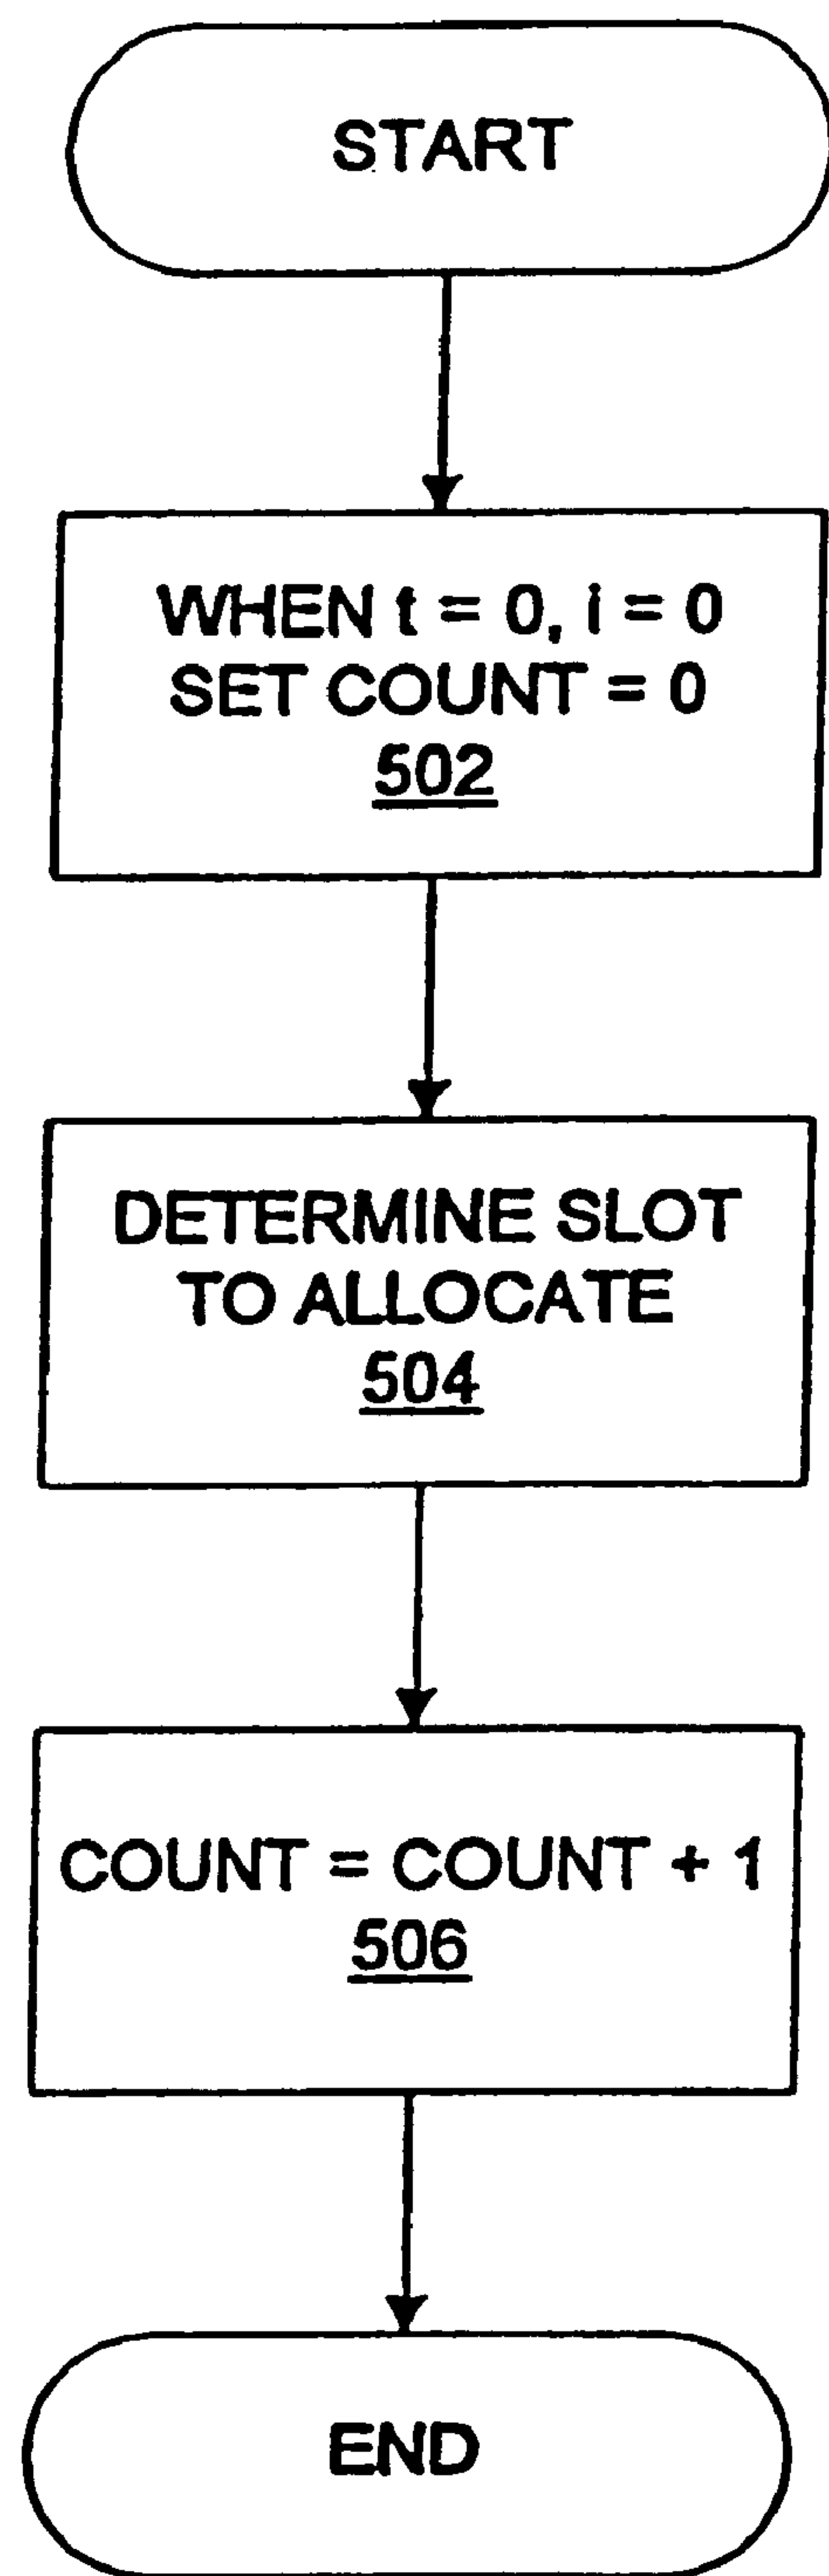 START
WHEN t = 0, i = 0
SET COUNT = 0
502
DETERMINE SLOT
TO ALLOCATE
504
COUNT = COUNT + 1
506
END